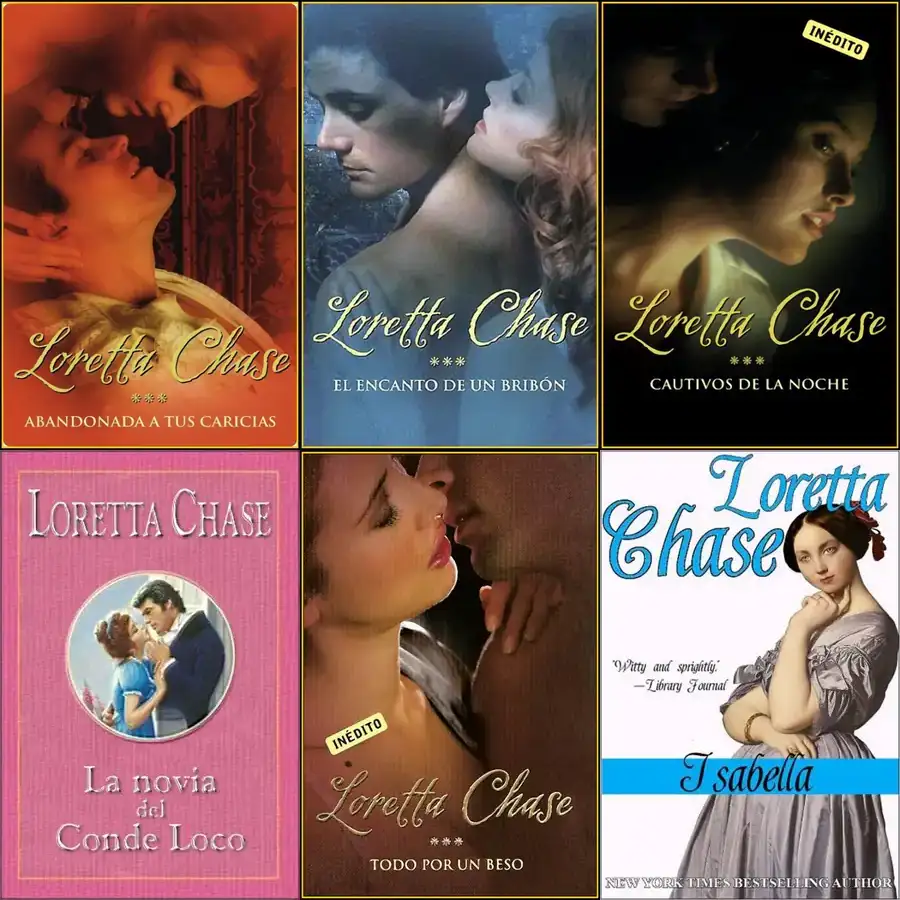 Loretta Chase
ABANDONADA A TUS CARICIAS
Loretta Chase
EL ENCANTO DE UN BRIBÓN
INÉDITO
Loretta Chase
CAUTIVOS DE LA NOCHE
LORETTA CHASE
La novia
del
Conde Loco
INÉDITO
Loretta Chase
TODO POR UN BESO
Loretta
Chase
"Witty and sprightly."
—Library Journal
Isabella
NEW YORK TIMES BESTSELLING AUTHOR